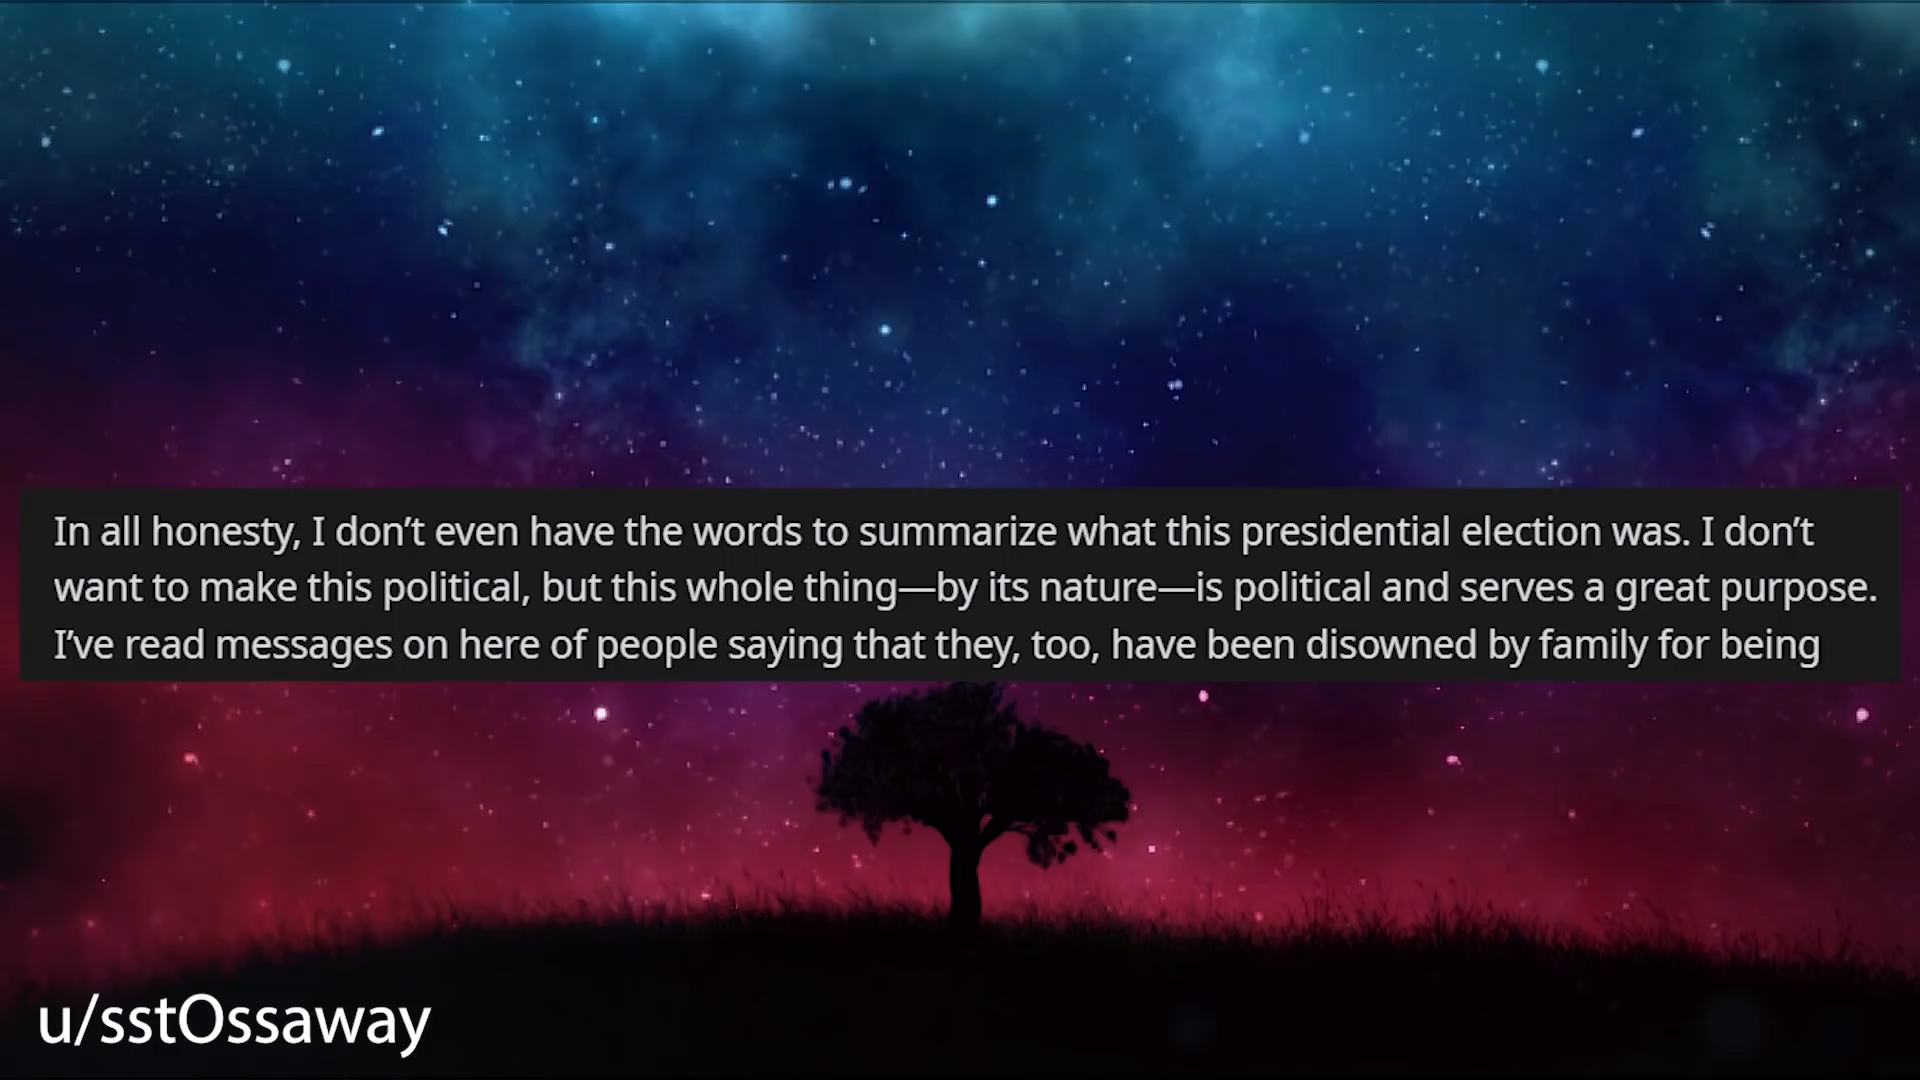 In all honesty, I don’t even have the words to summarize what this presidential election was. I don’t
want to make this political, but this whole thing—by its nature—is political and serves a great purpose.
I’ve read messages on here of people saying that they, too, have been disowned by family for being
u/sstOssaway